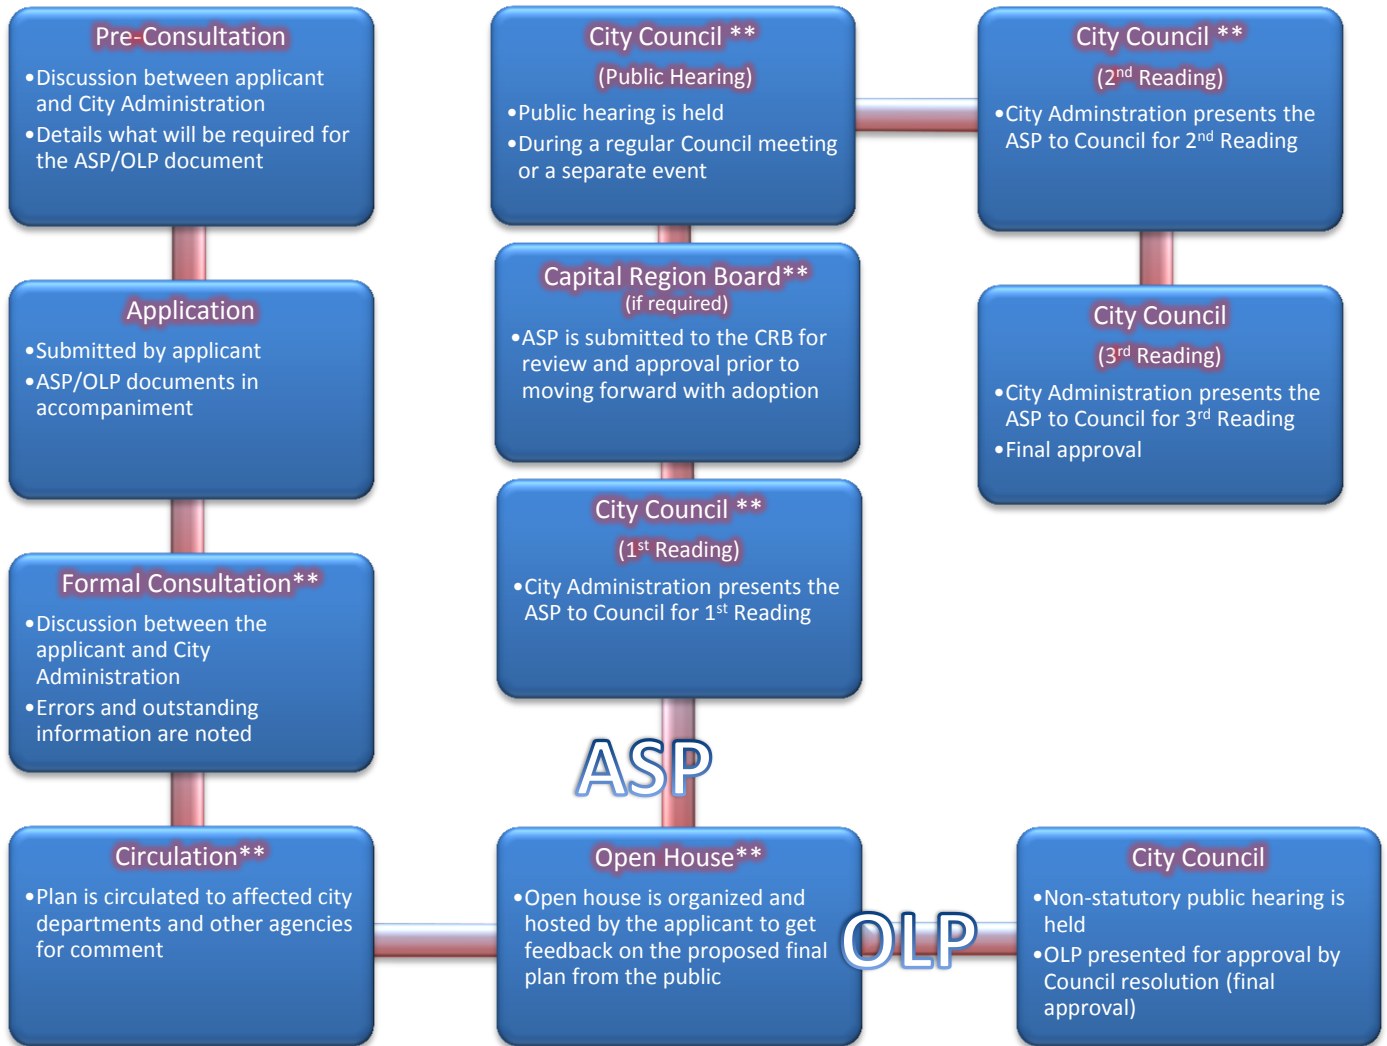 Pre-Consultation
•Discussion between applicant
and City Administration
•Details what will be required for
the ASP/OLP document
Application
•Submitted by applicant
•ASP/OLP documents in
accompaniment
Formal Consultation**
•Discussion between the
applicant and City
Administration
•Errors and outstanding
information are noted
Circulation**
•Plan is circulated to affected city
departments and other agencies
for comment
Open House**
•Open house is organized and
hosted by the applicant to get
feedback on the proposed final
plan from the public
ASP
City Council **
(1st Reading)
•City Administration presents the
ASP to Council for 1st Reading
Capital Region Board**
(if required)
•ASP is submitted to the CRB for
review and approval prior to
moving forward with adoption
City Council **
(Public Hearing)
•Public hearing is held
•During a regular Council meeting
or a separate event
City Council **
(2nd Reading)
•City Adminstration presents the
ASP to Council for 2nd Reading
City Council
(3rd Reading)
•City Administration presents the
ASP to Council for 3rd Reading
•Final approval
OLP
City Council
•Non-statutory public hearing is
held
•OLP presented for approval by
Council resolution (final
approval)